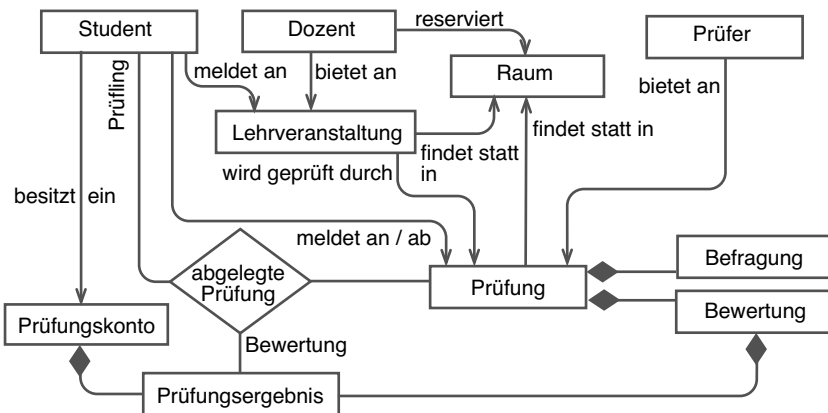 Student
Dozent
reserviert
Prüfer
meldet an
bietet an
Raum
bietet an
Prüfling
Lehrveranstaltung
findet statt in
wird geprüft durch
findet statt
in
besitzt ein
meldet an / ab
abgelegte
Prüfung
Prüfung
Befragung
Bewertung
Prüfungskonto
Bewertung
Prüfungsergebnis